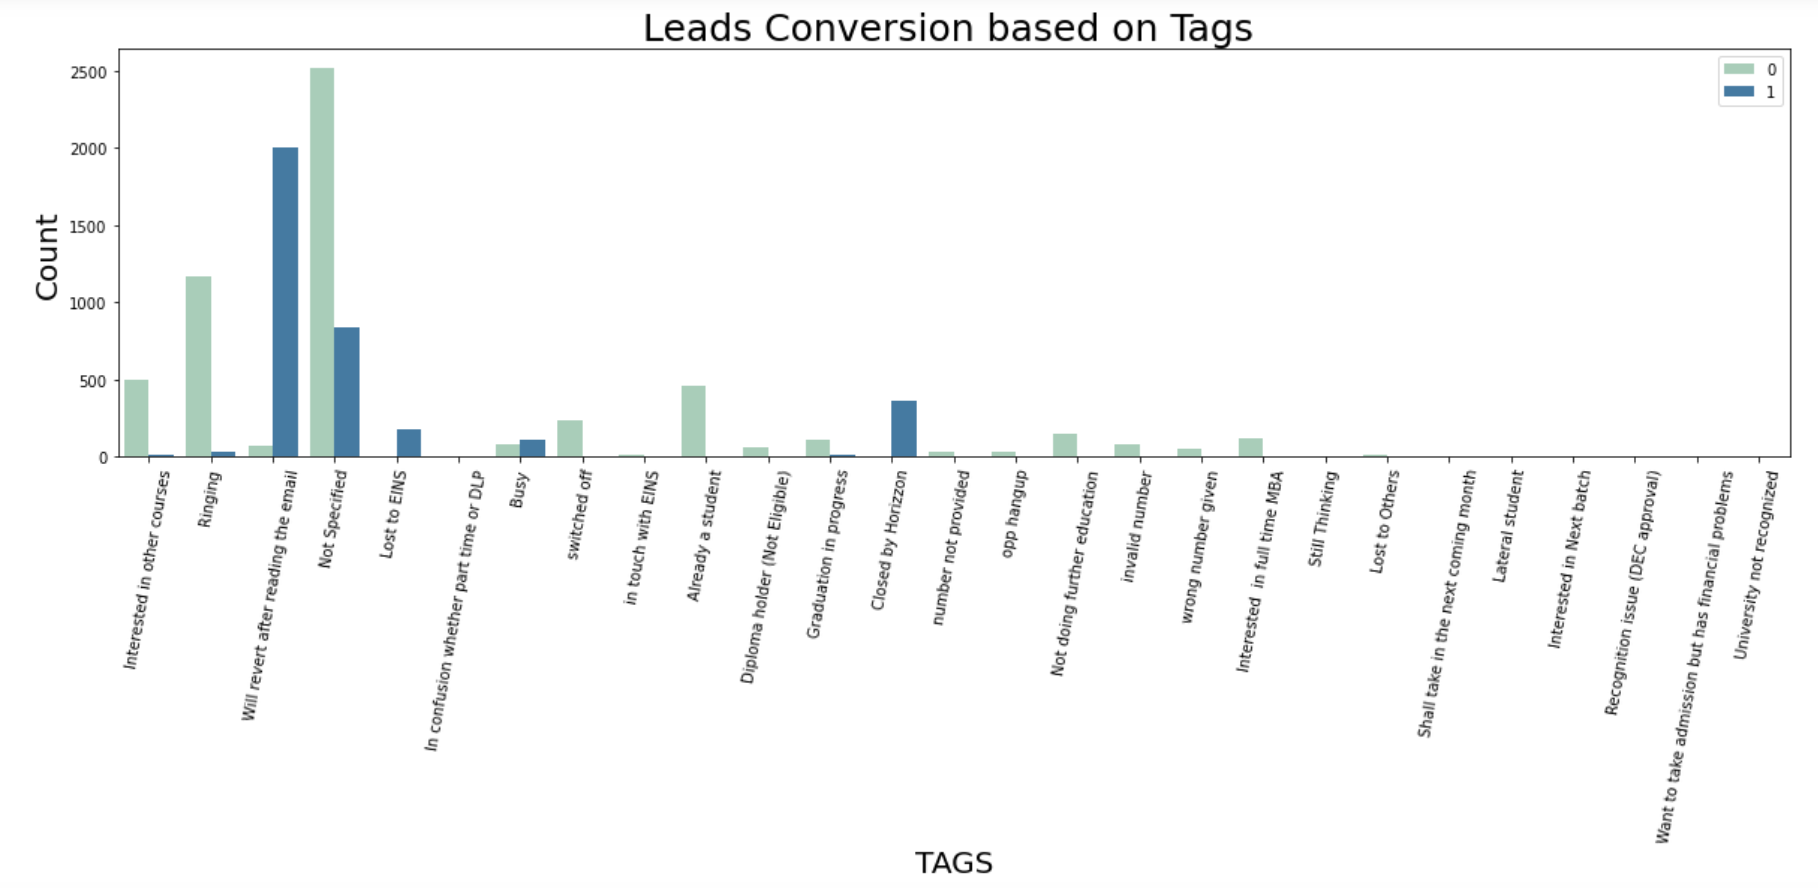 Leads Conversion based on Tags
0
1
Count
2500
2000
1500
1000
500
0
Interested in other courses
Ringing
Will revert after reading the email
Not Specified
Lost to EINS
In confusion whether part time or DLP
Busy
switched off
in touch with EINS
Already a student
Diploma holder (Not Eligible)
Graduation in progress
Closed by Horizzon
number not provided
opp hangup
Not doing further education
invalid number
wrong number given
Interested  in full time MBA
Still Thinking
Lost to Others
Shall take in the next coming month
Lateral student
Interested in Next batch
Recognition issue (DEC approval)
Want to take admission but has financial problems
University not recognized
TAGS